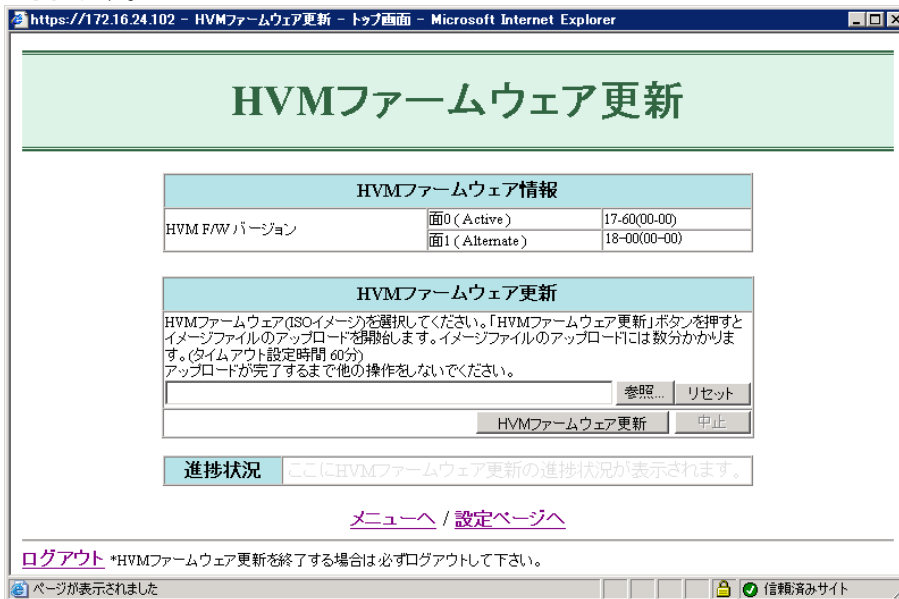 https://172.16.24.102 - HVMファームウェア更新 - トップ画面 - Microsoft Internet Explorer
HVMファームウェア更新
HVMファームウェア情報
HVM F/W バージョン
面0 ( Active )
17-60(00-00)
面1 ( Alternate )
18-00(00-00)
HVMファームウェア更新
HVMファームウェア(ISOイメージ)を選択してください。「HVMファームウェア更新」ボタンを押すと
イメージファイルのアップロードを開始します。イメージファイルのアップロードには数分かかりま
す。(タイムアウト設定時間 60分)
アップロードが完了するまで他の操作をしないでください。
参照... リセット
HVMファームウェア更新 中止
進捗状況 ここにHVMファームウェア更新の進捗状況が表示されます。
メニューへ / 設定ページへ
ログアウト *HVMファームウェア更新を終了する場合は必ずログアウトして下さい。
ページが表示されました 信頼済みサイト